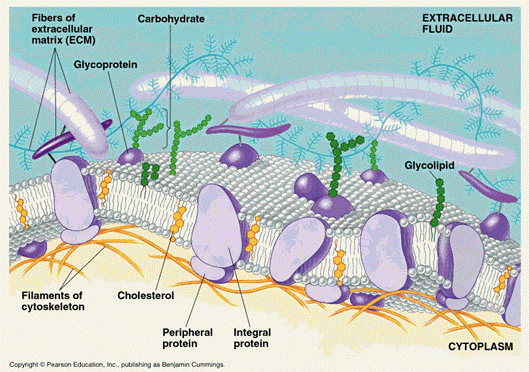 Fibers of
extracellular
matrix (ECM)
Carbohydrate
Glycoprotein
EXTRACELLULAR
FLUID
Glycolipid
Filaments of
cytoskeleton
Cholesterol
Peripheral
protein
Integral
protein
CYTOPLASM
Copyright © Pearson Education, Inc., publishing as Benjamin Cummings.